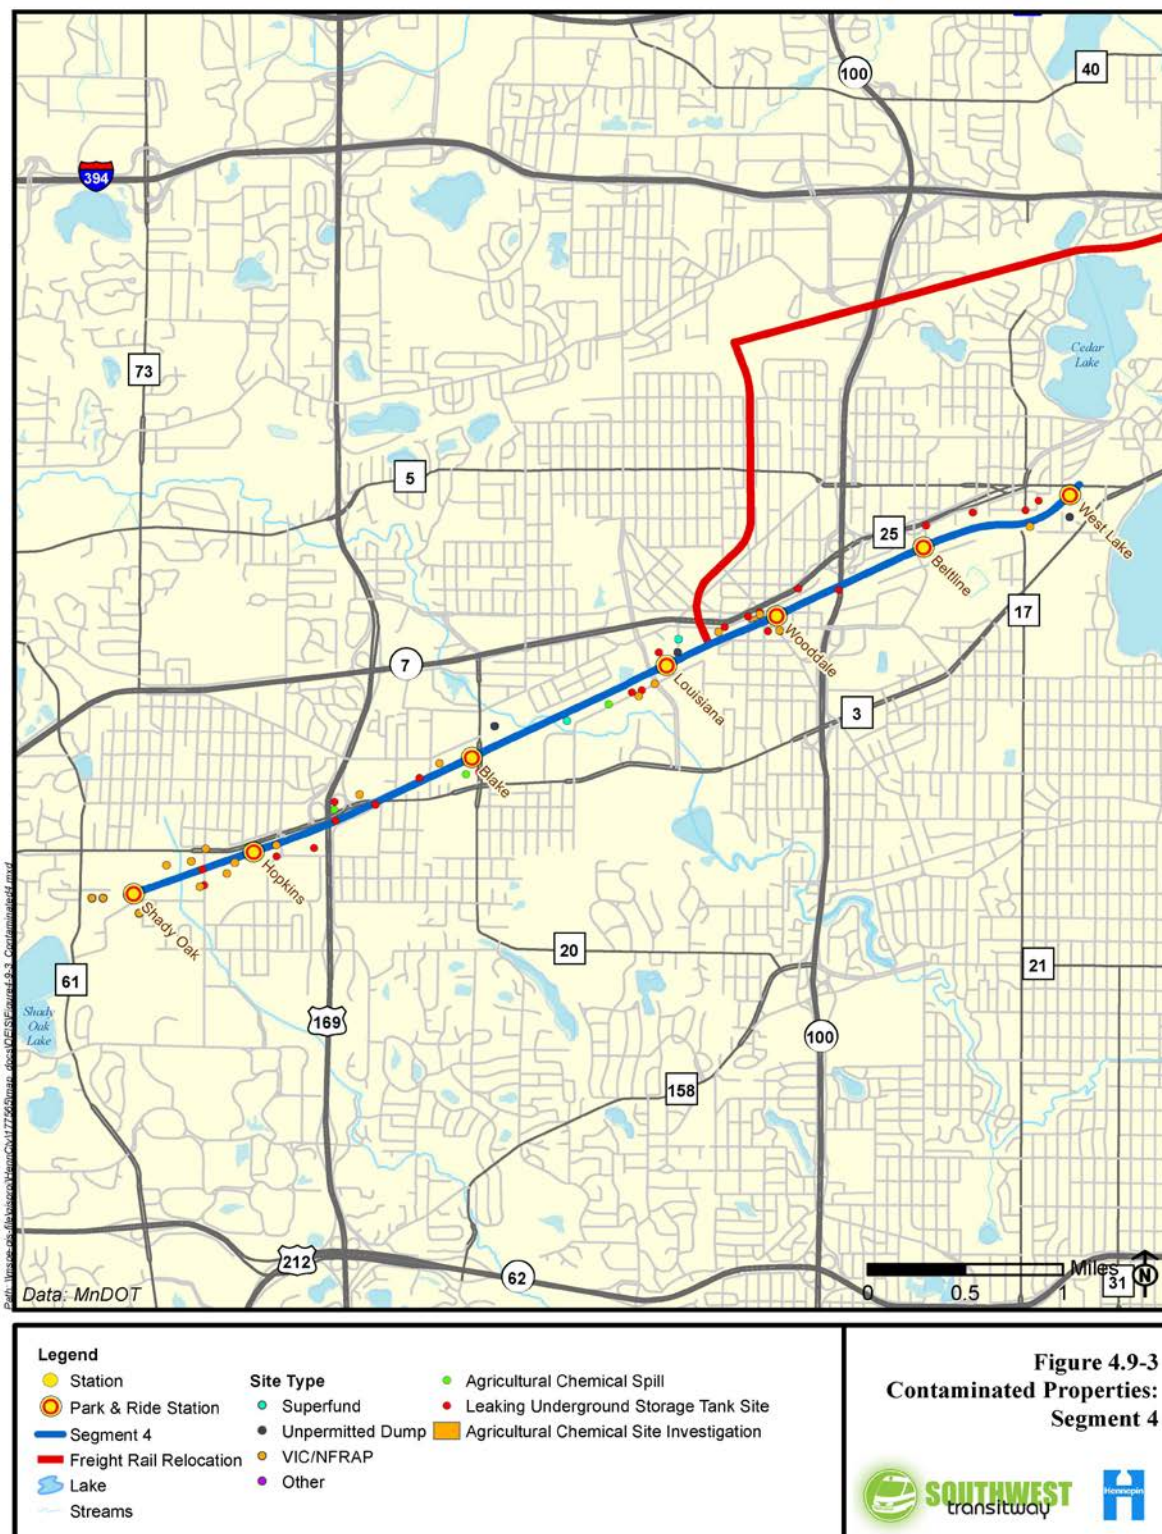 100
40
394
Cedar
Lake
73
5
25
West Lake
Beltline
17
7
Wooddale
Louisiana
3
Blake
Hopkins
Shady Oak
20
61
21
Shady
Oak
Lake
169
100
158
212
62
Miles
31
N
0 0.5 1
Data: MnDOT
Legend
Station
Park & Ride Station
Segment 4
Freight Rail Relocation
Lake
Streams
Site Type
Superfund
Unpermitted Dump
VIC/NFRAP
Other
Agricultural Chemical Spill
Leaking Underground Storage Tank Site
Agricultural Chemical Site Investigation
Figure 4.9-3
Contaminated Properties:
Segment 4
SOUTHWEST
transitway
Hennepin